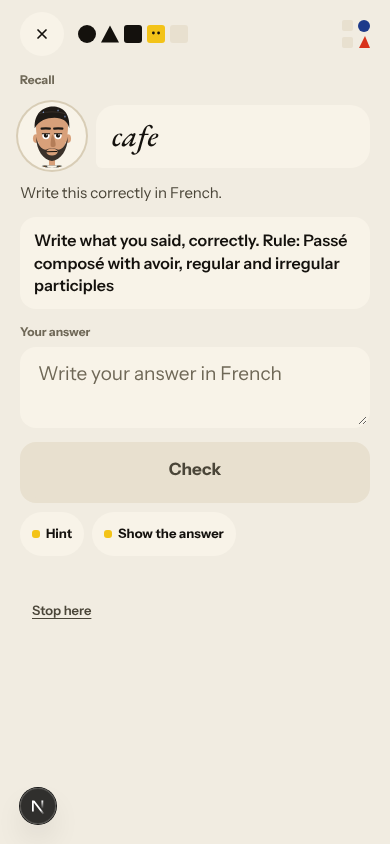 Recall
cafe
Write this correctly in French.
Write what you said, correctly. Rule: Passé
composé with avoir, regular and irregular
participles
Your answer
Write your answer in French
Check
Hint
Show the answer
Stop here
N